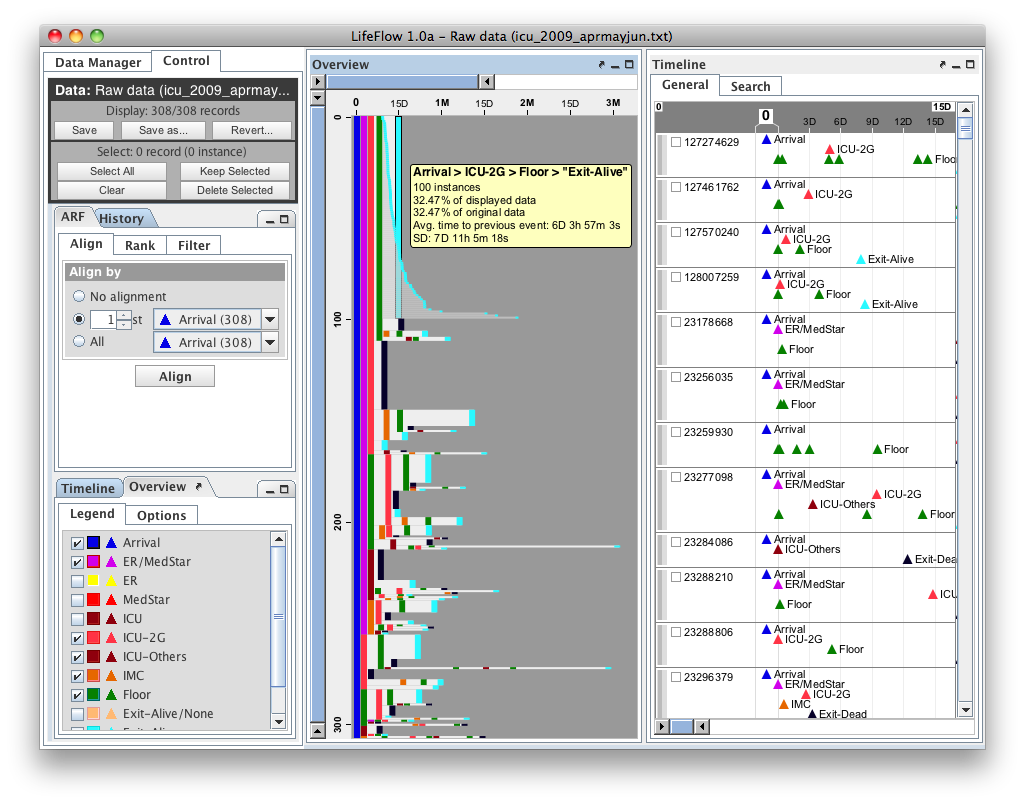 LifeFlow 1.0a – Raw data (icu_2009_aprmayjun.txt)
Data Manager
Control
Data: Raw data (icu_2009_aprmay...
Display: 308/308 records
Save
Save as...
Revert...
Select: 0 record (0 instance)
Select All
Keep Selected
Clear
Delete Selected
ARF
History
Align
Rank
Filter
Align by
No alignment
1 st
Arrival (308)
All
Arrival (308)
Align
Timeline
Overview
Legend
Options
Arrival
ER/MedStar
ER
MedStar
ICU
ICU-2G
ICU-Others
IMC
Floor
Exit-Alive/None
Overview
0 15D 1M 15D 2M 15D 3M
0
100
200
300
Arrival > ICU-2G > Floor > "Exit-Alive"
100 instances
32.47% of displayed data
32.47% of original data
Avg. time to previous event: 6D 3h 57m 3s
SD: 7D 11h 5m 18s
Timeline
General
Search
0 15D
0 3D 6D 9D 12D 15D
127274629
Arrival
ICU-2G
Floo
127461762
Arrival
ICU-2G
127570240
Arrival
ICU-2G
Floor
Exit-Alive
128007259
Arrival
ICU-2G
Floor
Exit-Alive
23178668
Arrival
ER/MedStar
Floor
23256035
Arrival
ER/MedStar
Floor
23259930
Arrival
Floor
23277098
Arrival
ER/MedStar
ICU-2G
ICU-Others
Floor
23284086
Arrival
ICU-Others
Exit-Dea
23288210
Arrival
ER/MedStar
ICU
Floor
23288806
Arrival
ICU-2G
Floor
23296379
Arrival
ER/MedStar
ICU-2G
IMC
Exit-Dead